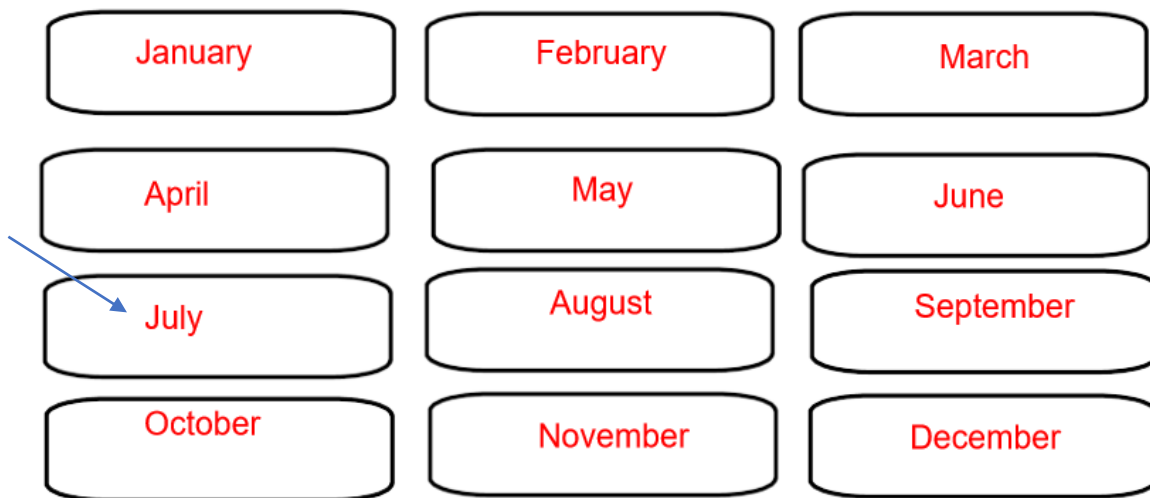 January
February
March
April
May
June
July
August
September
October
November
December